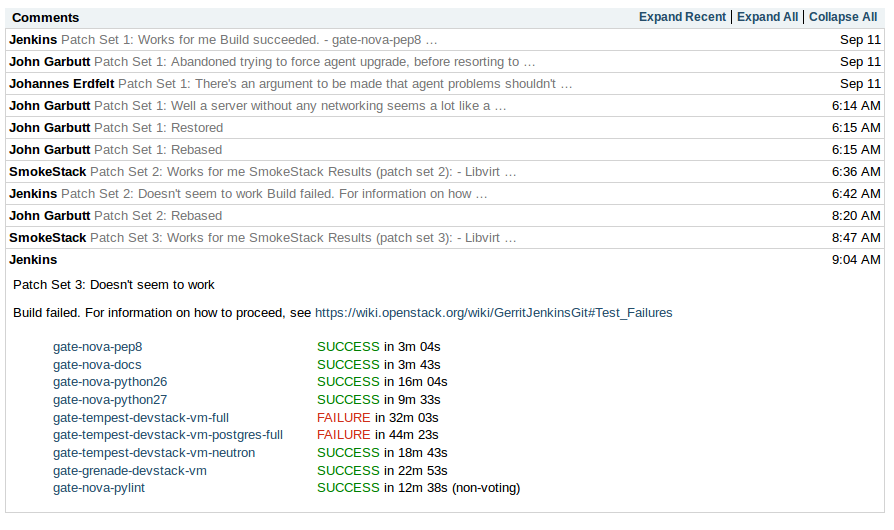 Comments Expand Recent | Expand All | Collapse All
Jenkins Patch Set 1: Works for me Build succeeded. - gate-nova-pep8 … Sep 11
John Garbutt Patch Set 1: Abandoned trying to force agent upgrade, before resorting to … Sep 11
Johannes Erdfelt Patch Set 1: There's an argument to be made that agent problems shouldn't … Sep 11
John Garbutt Patch Set 1: Well a server without any networking seems a lot like a … 6:14 AM
John Garbutt Patch Set 1: Restored 6:15 AM
John Garbutt Patch Set 1: Rebased 6:15 AM
SmokeStack Patch Set 2: Works for me SmokeStack Results (patch set 2): - Libvirt … 6:36 AM
Jenkins Patch Set 2: Doesn't seem to work Build failed. For information on how … 6:42 AM
John Garbutt Patch Set 2: Rebased 8:20 AM
SmokeStack Patch Set 3: Works for me SmokeStack Results (patch set 3): - Libvirt … 8:47 AM
Jenkins 9:04 AM
Patch Set 3: Doesn't seem to work
Build failed. For information on how to proceed, see https://wiki.openstack.org/wiki/GerritJenkinsGit#Test_Failures
gate-nova-pep8 SUCCESS in 3m 04s
gate-nova-docs SUCCESS in 3m 43s
gate-nova-python26 SUCCESS in 16m 04s
gate-nova-python27 SUCCESS in 9m 33s
gate-tempest-devstack-vm-full FAILURE in 32m 03s
gate-tempest-devstack-vm-postgres-full FAILURE in 44m 23s
gate-tempest-devstack-vm-neutron SUCCESS in 18m 43s
gate-grenade-devstack-vm SUCCESS in 22m 53s
gate-nova-pylint SUCCESS in 12m 38s (non-voting)